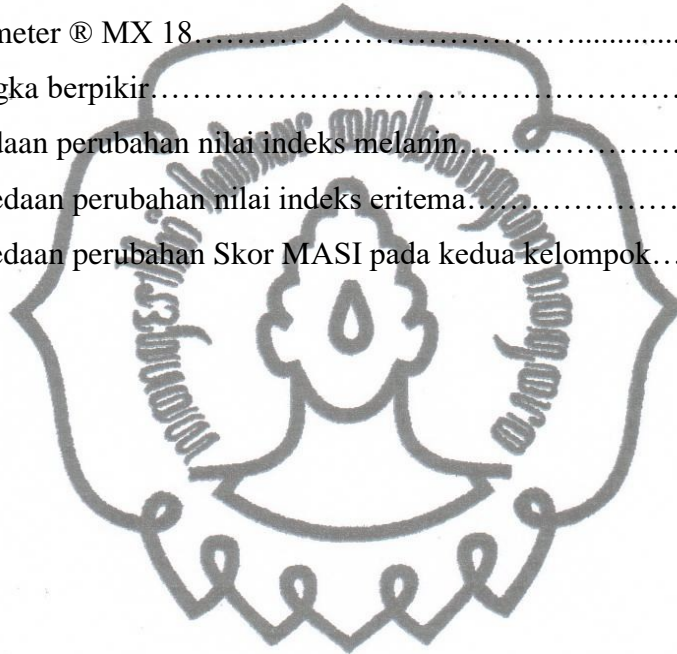 meter ® MX 18……………………………………...........
gka berpikir……………………………………………
daan perubahan nilai indeks melanin…………………
edaan perubahan nilai indeks eritema…………………
edaan perubahan Skor MASI pada kedua kelompok…